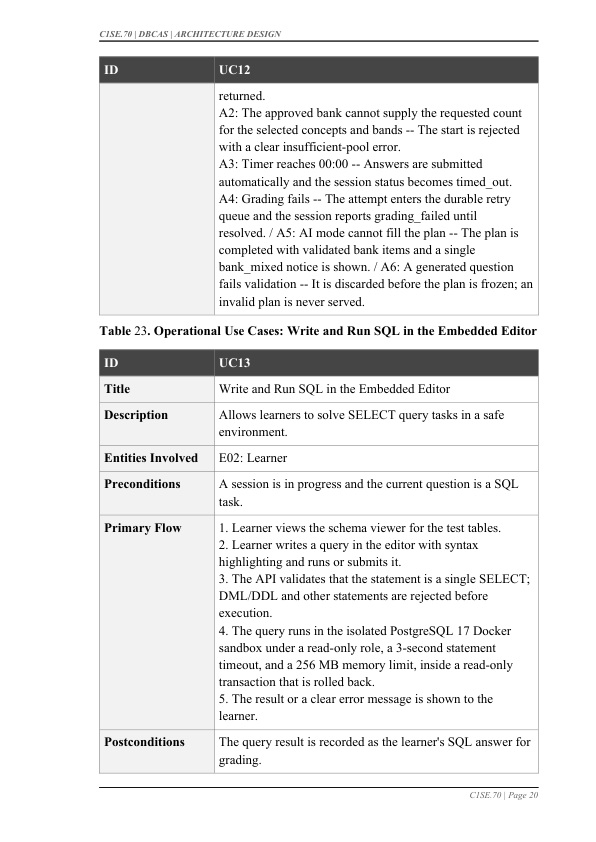 C1SE.70 | DBCAS | ARCHITECTURE DESIGN
ID UC12
returned.
A2: The approved bank cannot supply the requested count
for the selected concepts and bands -- The start is rejected
with a clear insufficient-pool error.
A3: Timer reaches 00:00 -- Answers are submitted
automatically and the session status becomes timed_out.
A4: Grading fails -- The attempt enters the durable retry
queue and the session reports grading_failed until
resolved. / A5: AI mode cannot fill the plan -- The plan is
completed with validated bank items and a single
bank_mixed notice is shown. / A6: A generated question
fails validation -- It is discarded before the plan is frozen; an
invalid plan is never served.
Table 23. Operational Use Cases: Write and Run SQL in the Embedded Editor
ID UC13
Title Write and Run SQL in the Embedded Editor
Description Allows learners to solve SELECT query tasks in a safe
environment.
Entities Involved E02: Learner
Preconditions A session is in progress and the current question is a SQL
task.
Primary Flow 1. Learner views the schema viewer for the test tables.
2. Learner writes a query in the editor with syntax
highlighting and runs or submits it.
3. The API validates that the statement is a single SELECT;
DML/DDL and other statements are rejected before
execution.
4. The query runs in the isolated PostgreSQL 17 Docker
sandbox under a read-only role, a 3-second statement
timeout, and a 256 MB memory limit, inside a read-only
transaction that is rolled back.
5. The result or a clear error message is shown to the
learner.
Postconditions The query result is recorded as the learner's SQL answer for
grading.
C1SE.70 | Page 20